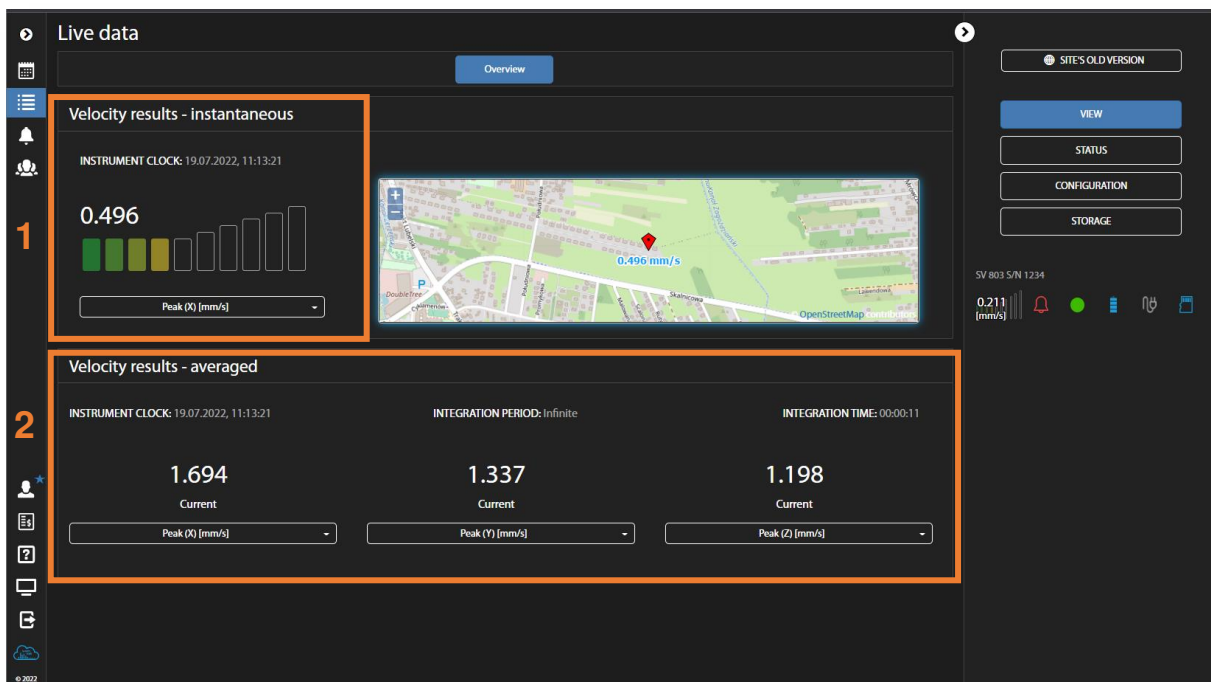 Live data
Overview
SITE'S OLD VERSION
VIEW
STATUS
CONFIGURATION
STORAGE
SV 803 S/N 1234
0.211
[mm/s]
1
Velocity results - instantaneous
INSTRUMENT CLOCK: 19.07.2022, 11:13:21
0.496
Peak (X) [mm/s]
+
−
0.496 mm/s
P
DoubleTree
Skalnicowa
Lawendowa
© OpenStreetMap contributors
2
Velocity results - averaged
INSTRUMENT CLOCK: 19.07.2022, 11:13:21
INTEGRATION PERIOD: Infinite
INTEGRATION TIME: 00:00:11
1.694
Current
Peak (X) [mm/s]
1.337
Current
Peak (Y) [mm/s]
1.198
Current
Peak (Z) [mm/s]
© 2022